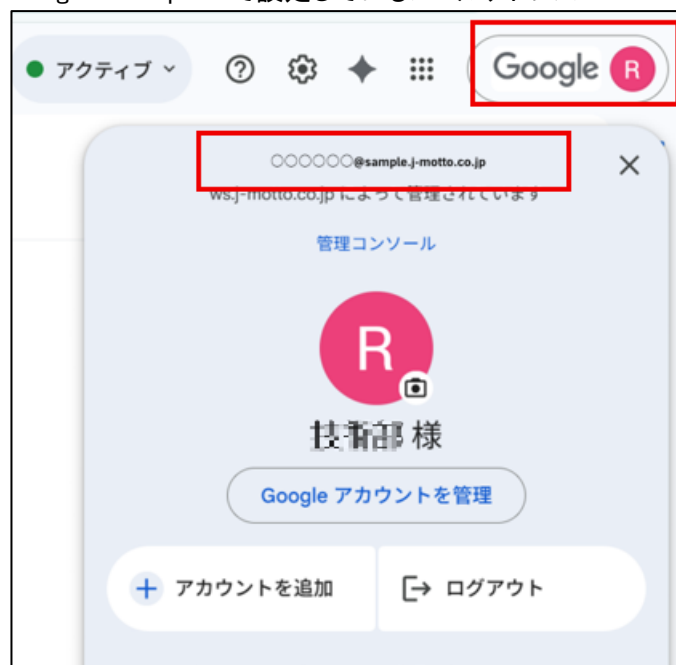 アクティブ
Google R
○○○○○○@sample.j-motto.co.jp
ws.j-motto.co.jp によって管理されています
管理コンソール
R
様
Google アカウントを管理
アカウントを追加
ログアウト